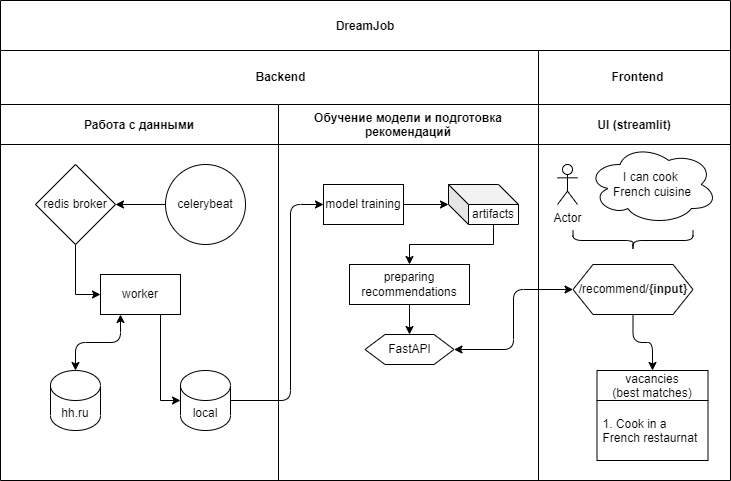 DreamJob
Backend
Frontend
Работа с данными
Обучение модели и подготовка
рекомендаций
UI (streamlit)
redis broker
celerybeat
worker
hh.ru
local
model training
artifacts
preparing
recommendations
FastAPI
I can cook
French cuisine
Actor
/recommend/{input}
vacancies
(best matches)
1. Cook in a
French restaurnat